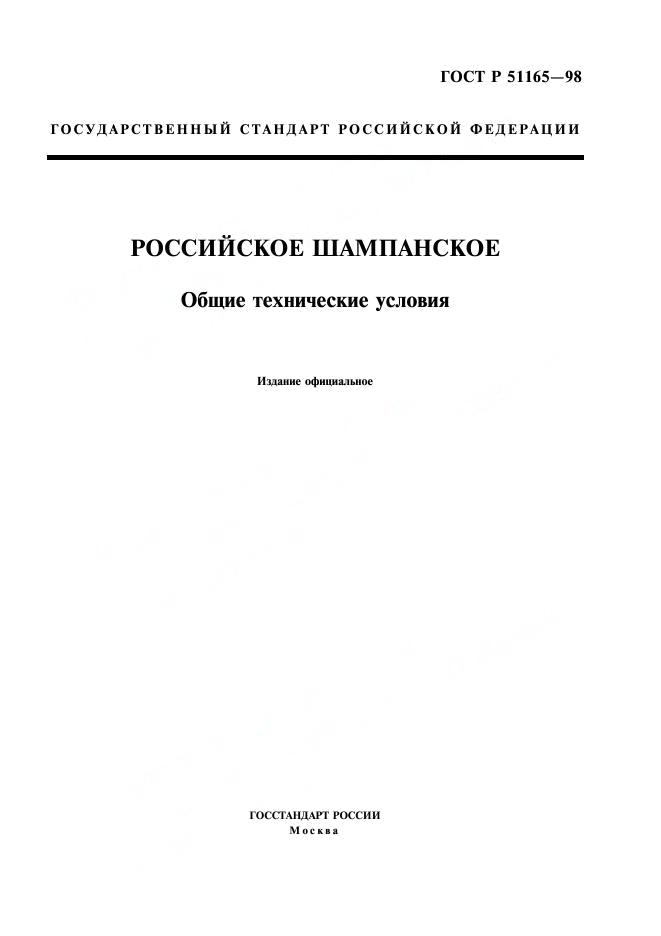 ГОСТ Р 51165—98
ГОСУДАРСТВЕННЫЙ СТАНДАРТ РОССИЙСКОЙ ФЕДЕРАЦИИ
РОССИЙСКОЕ ШАМПАНСКОЕ
Общие технические условия
Издание официальное
ГОССТАНДАРТ РОССИИ
Москва